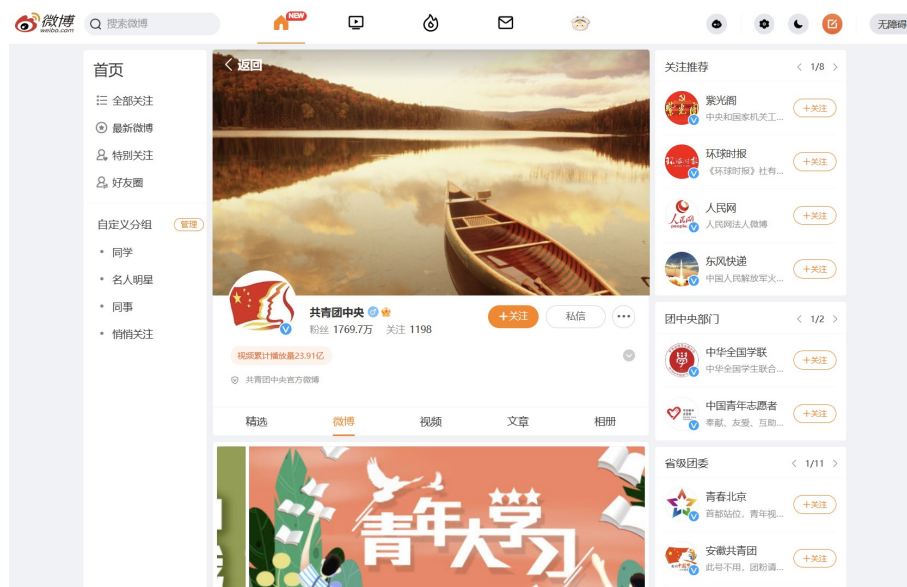 微博
weibo.com
搜索微博
NEW
无障碍
首页
全部关注
最新微博
特别关注
好友圈
自定义分组
管理
同学
名人明星
同事
悄悄关注
返回
共青团中央
粉丝 1769.7万 关注 1198
+关注
私信
视频累计播放量23.91亿
共青团中央官方微博
精选
微博
视频
文章
相册
青年大学习
关注推荐
1/8
紫光阁
中央和国家机关工...
+关注
环球时报
《环球时报》社有...
+关注
人民网
人民网法人微博
+关注
东风快递
中国人民解放军火...
+关注
团中央部门
1/2
中华全国学联
中华全国学生联合...
+关注
中国青年志愿者
奉献、友爱、互助...
+关注
省级团委
1/11
青春北京
首都站位，青年视...
+关注
安徽共青团
此号不用，团粉请...
+关注